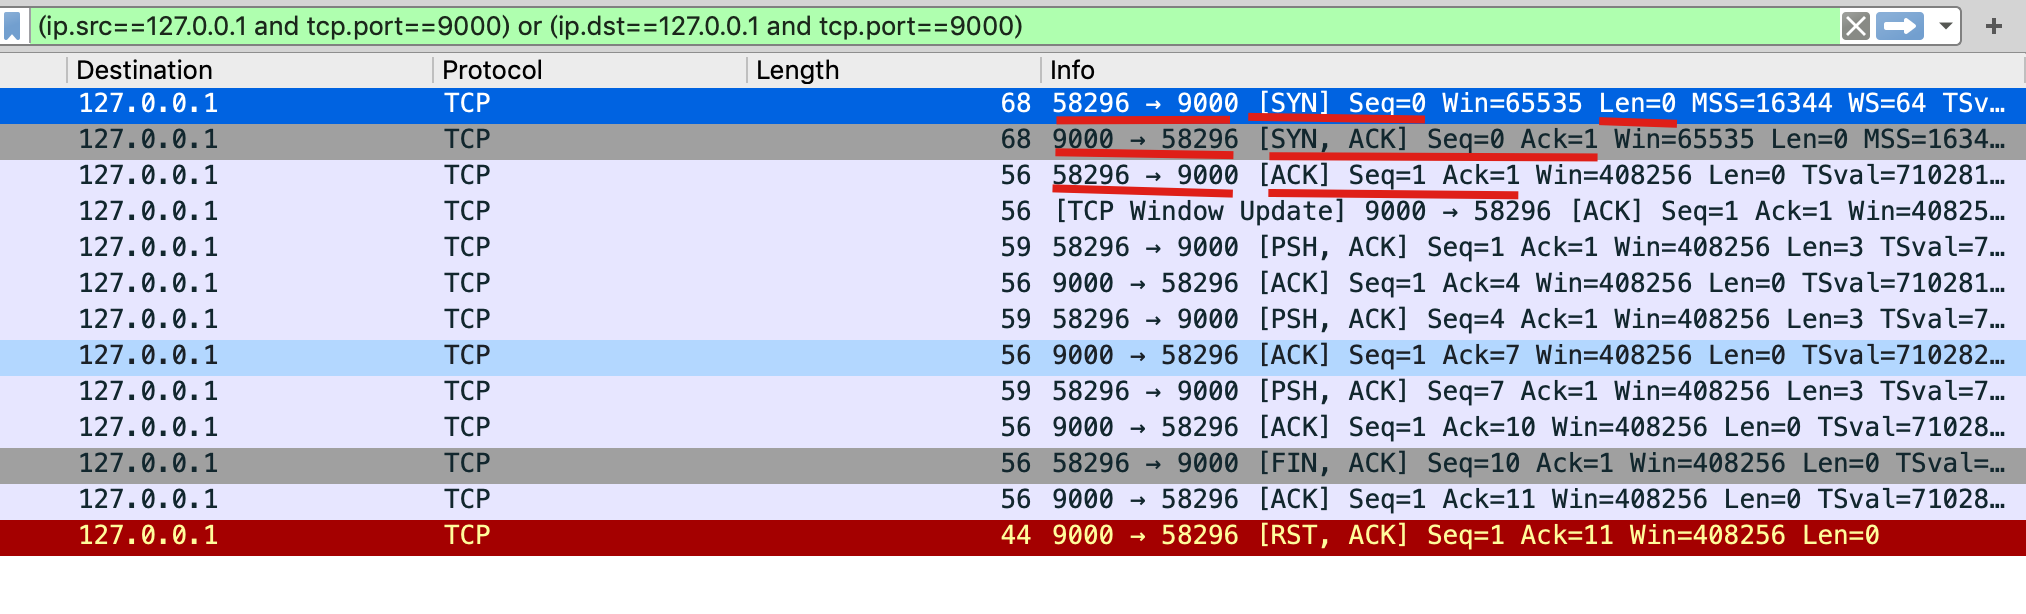 (ip.src==127.0.0.1 and tcp.port==9000) or (ip.dst==127.0.0.1 and tcp.port==9000)
Destination Protocol Length Info
127.0.0.1 TCP 68 58296 → 9000 [SYN] Seq=0 Win=65535 Len=0 MSS=16344 WS=64 TSv…
127.0.0.1 TCP 68 9000 → 58296 [SYN, ACK] Seq=0 Ack=1 Win=65535 Len=0 MSS=1634…
127.0.0.1 TCP 56 58296 → 9000 [ACK] Seq=1 Ack=1 Win=408256 Len=0 TSval=710281…
127.0.0.1 TCP 56 [TCP Window Update] 9000 → 58296 [ACK] Seq=1 Ack=1 Win=40825…
127.0.0.1 TCP 59 58296 → 9000 [PSH, ACK] Seq=1 Ack=1 Win=408256 Len=3 TSval=7…
127.0.0.1 TCP 56 9000 → 58296 [ACK] Seq=1 Ack=4 Win=408256 Len=0 TSval=710281…
127.0.0.1 TCP 59 58296 → 9000 [PSH, ACK] Seq=4 Ack=1 Win=408256 Len=3 TSval=7…
127.0.0.1 TCP 56 9000 → 58296 [ACK] Seq=1 Ack=7 Win=408256 Len=0 TSval=710282…
127.0.0.1 TCP 59 58296 → 9000 [PSH, ACK] Seq=7 Ack=1 Win=408256 Len=3 TSval=7…
127.0.0.1 TCP 56 9000 → 58296 [ACK] Seq=1 Ack=10 Win=408256 Len=0 TSval=71028…
127.0.0.1 TCP 56 58296 → 9000 [FIN, ACK] Seq=10 Ack=1 Win=408256 Len=0 TSval=…
127.0.0.1 TCP 56 9000 → 58296 [ACK] Seq=1 Ack=11 Win=408256 Len=0 TSval=71028…
127.0.0.1 TCP 44 9000 → 58296 [RST, ACK] Seq=1 Ack=11 Win=408256 Len=0